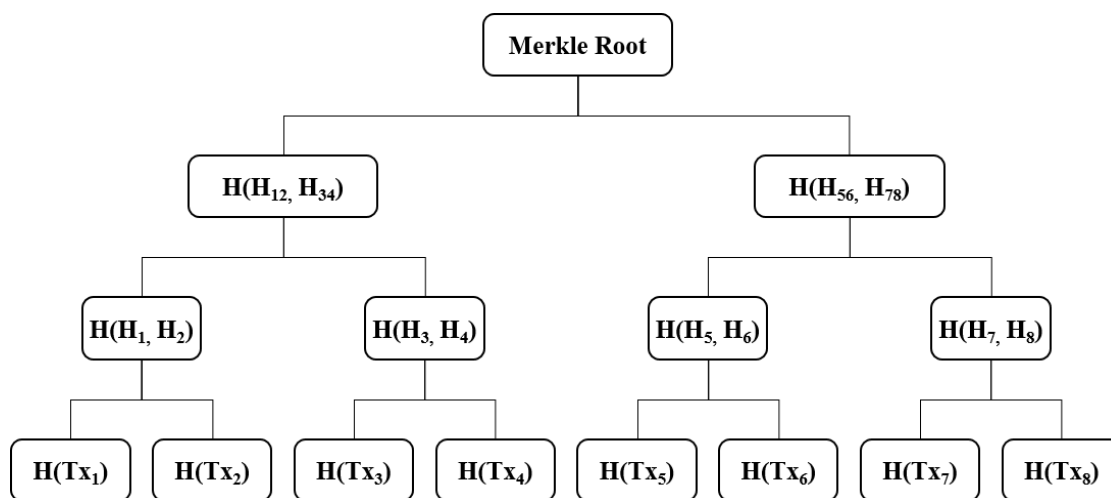 Merkle Root
H(H₁₂, H₃₄)
H(H₅₆, H₇₈)
H(H₁, H₂)
H(H₃, H₄)
H(H₅, H₆)
H(H₇, H₈)
H(Tx₁)
H(Tx₂)
H(Tx₃)
H(Tx₄)
H(Tx₅)
H(Tx₆)
H(Tx₇)
H(Tx₈)